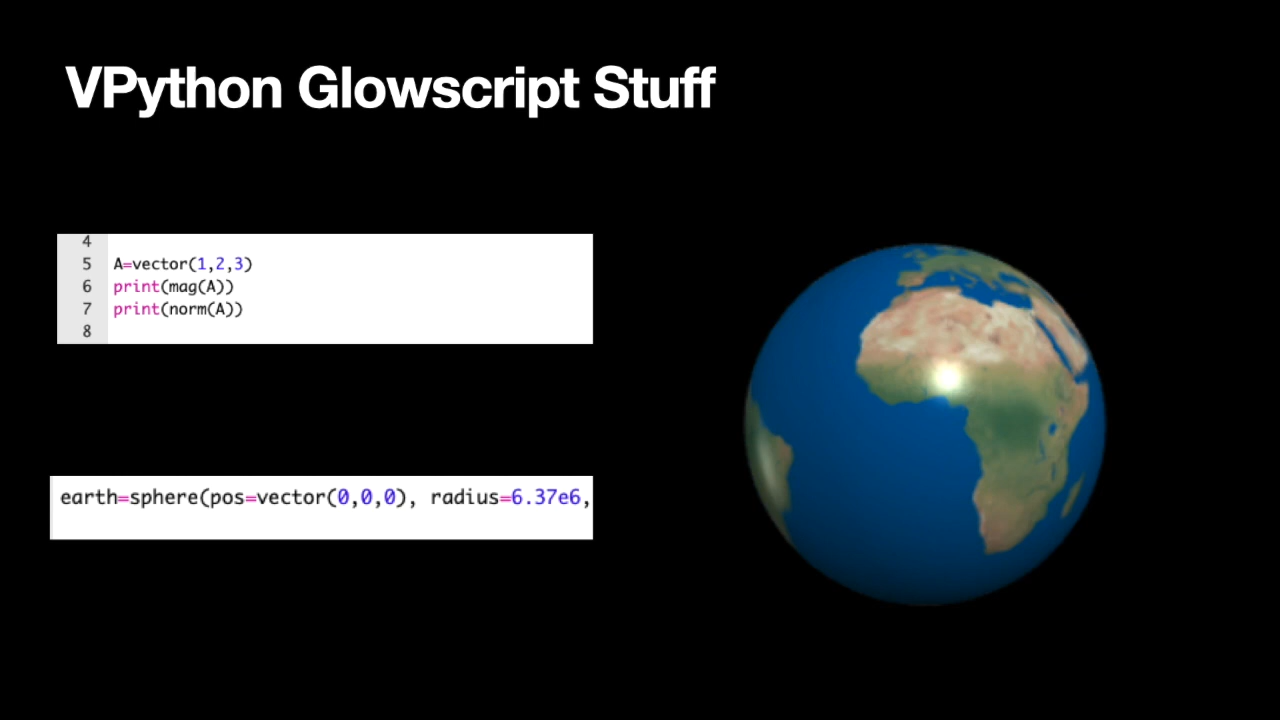 VPython Glowscript Stuff
4
5 A=vector(1,2,3)
6 print(mag(A))
7 print(norm(A))
8
earth=sphere(pos=vector(0,0,0), radius=6.37e6,